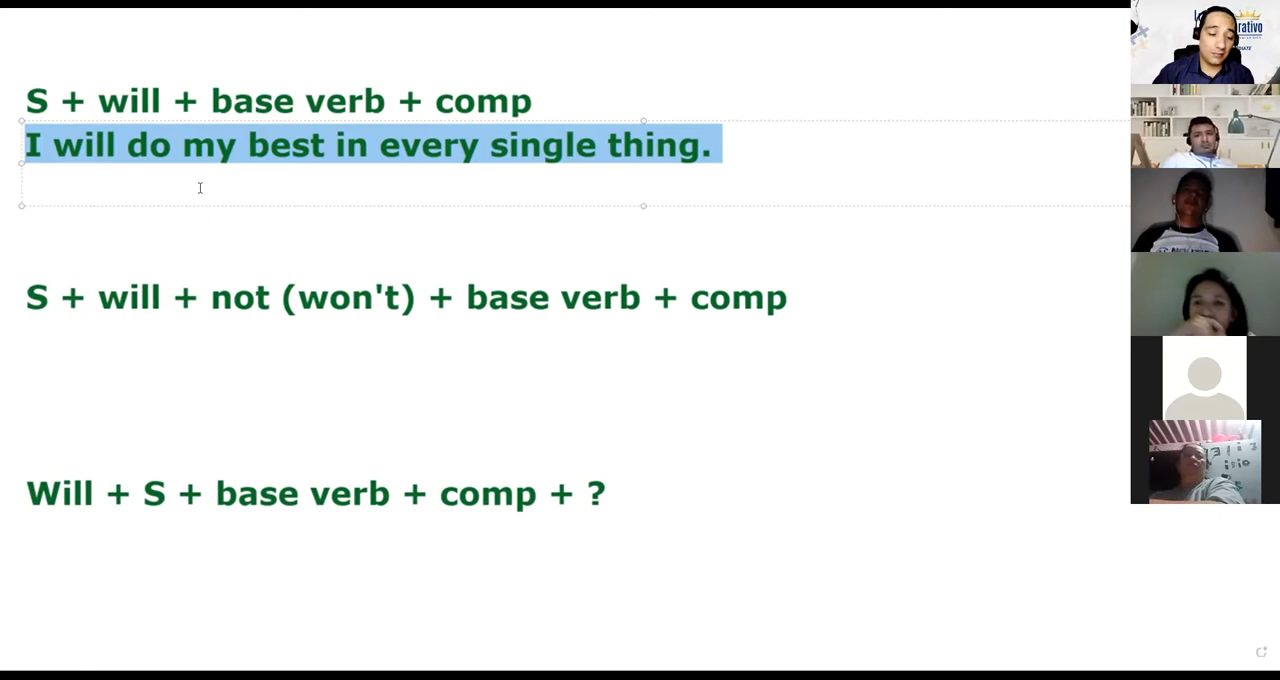 S + will + base verb + comp
I will do my best in every single thing.
S + will + not (won't) + base verb + comp
Will + S + base verb + comp + ?